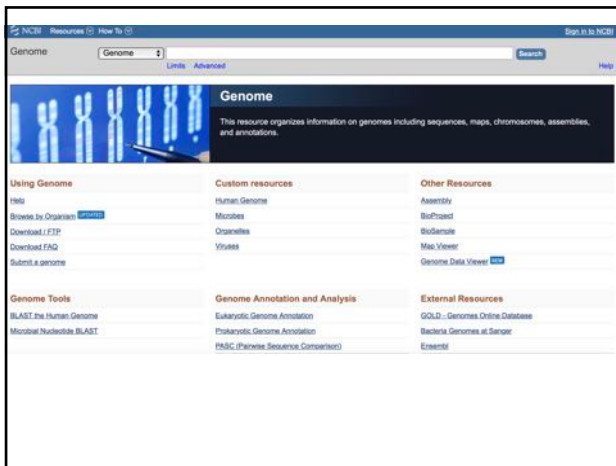 NCBI Resources How To Sign in to NCBI
Genome Genome Search
Limits Advanced Help
Genome
This resource organizes information on genomes including sequences, maps, chromosomes, assemblies,
and annotations.
Using Genome
Help
Browse by Organism UPDATED
Download / FTP
Download FAQ
Submit a genome
Custom resources
Human Genome
Microbes
Organelles
Viruses
Other Resources
Assembly
BioProject
BioSample
Map Viewer
Genome Data Viewer NEW
Genome Tools
BLAST the Human Genome
Microbial Nucleotide BLAST
Genome Annotation and Analysis
Eukaryotic Genome Annotation
Prokaryotic Genome Annotation
PASC (Pairwise Sequence Comparison)
External Resources
GOLD - Genomes Online Database
Bacteria Genomes at Sanger
Ensembl